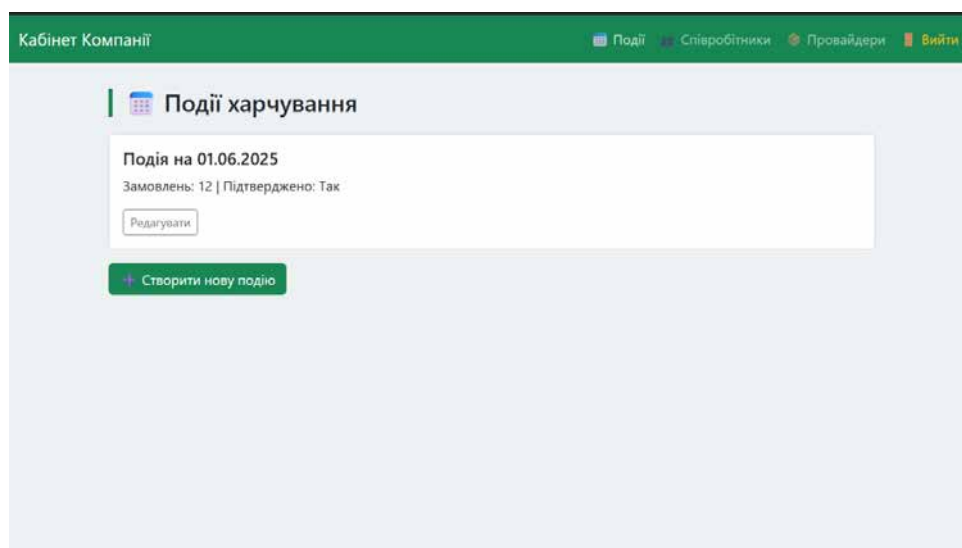 Кабінет Компанії
Події Співробітники Провайдери Вийти
Події харчування
Подія на 01.06.2025
Замовлень: 12 | Підтверджено: Так
Редагувати
Створити нову подію